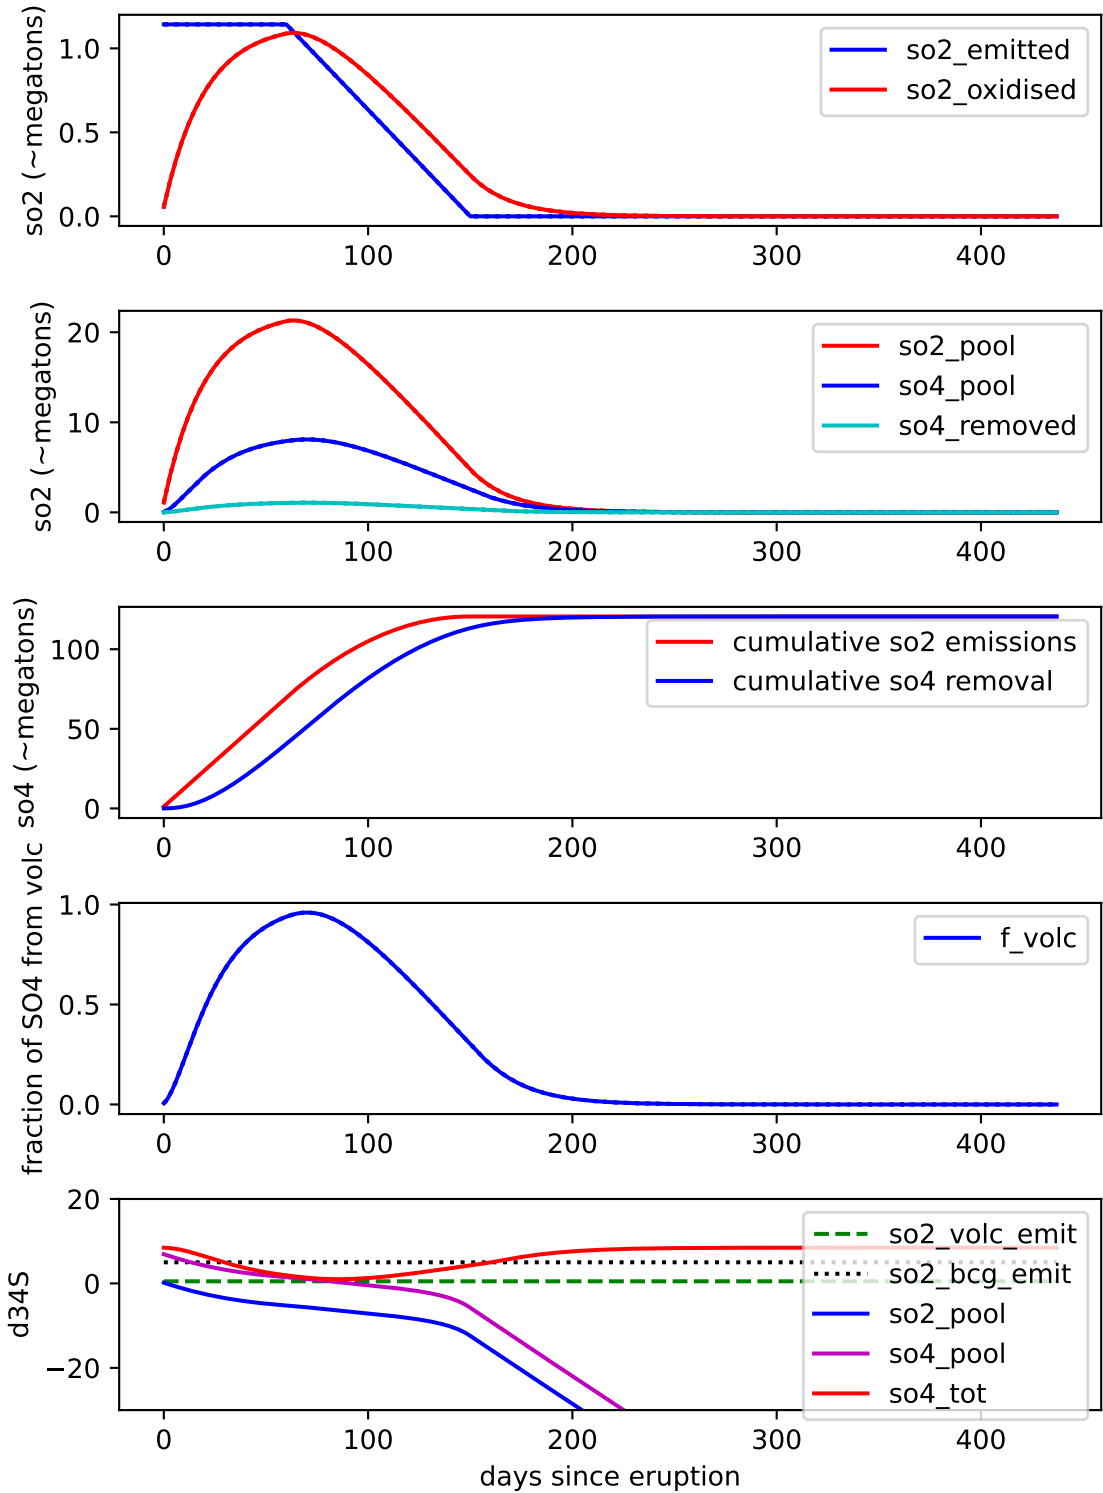 so2 (~megatons)
1.0
0.5
0.0
so2_emitted
so2_oxidised
0 100 200 300 400
so2 (~megatons)
20
10
0
so2_pool
so4_pool
so4_removed
0 100 200 300 400
so4 (~megatons)
100
50
0
cumulative so2 emissions
cumulative so4 removal
0 100 200 300 400
fraction of SO4 from volc
1.0
0.5
0.0
f_volc
0 100 200 300 400
d34S
20
0
−20
so2_volc_emit
so2_bcg_emit
so2_pool
so4_pool
so4_tot
0 100 200 300 400
days since eruption